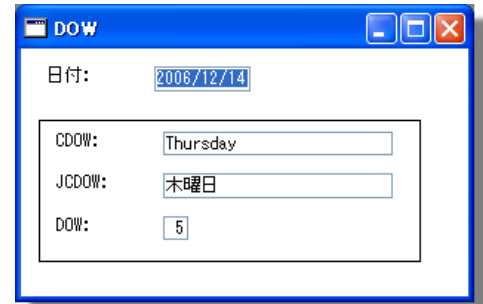 DOW
日付: 2006/12/14
CDOW: Thursday
JCDOW: 木曜日
DOW: 5